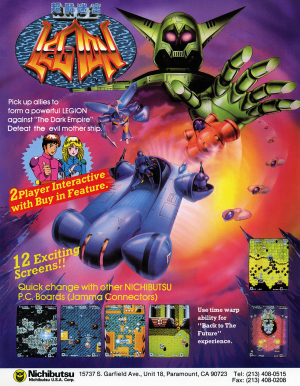 LEGION
Pick up allies to
form a powerful LEGION
against "The Dark Empire"
Defeat the evil mother ship.
2 Player Interactive
with Buy in Feature.
12 Exciting
Screens!!
Quick change with other NICHIBUTSU
P.C. Boards (Jamma Connectors)
Use time warp
ability for
"Back to The
Future"
experience.
Nichibutsu
Nichibutsu U.S.A. Corp.
15737 S. Garfield Ave., Unit 18, Paramount, CA 90723 Tel: (213) 408-0515
Fax: (213) 408-0200